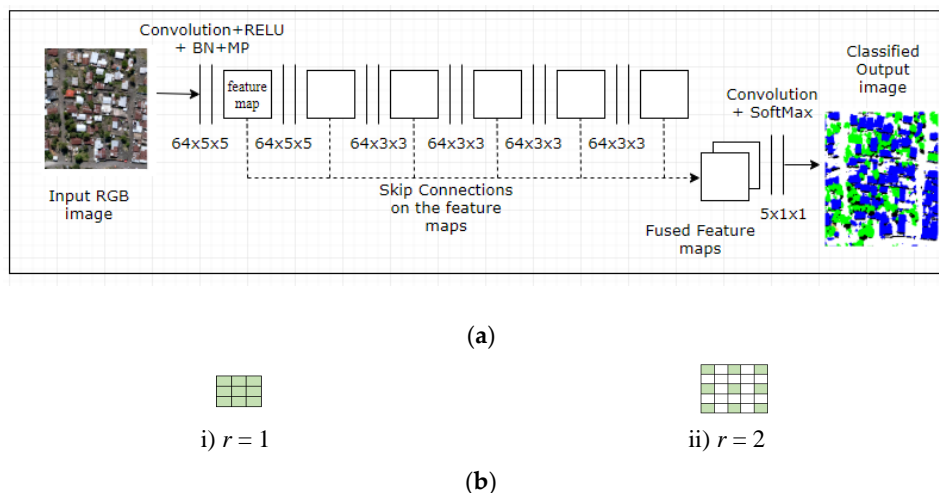 Convolution+RELU
+ BN+MP
feature
map
64x5x5 64x5x5 64x3x3 64x3x3 64x3x3 64x3x3
Input RGB
image
Skip Connections
on the feature
maps
Convolution
+ SoftMax
5x1x1
Fused Feature
maps
Classified
Output
image
(a)
i) r = 1
ii) r = 2
(b)